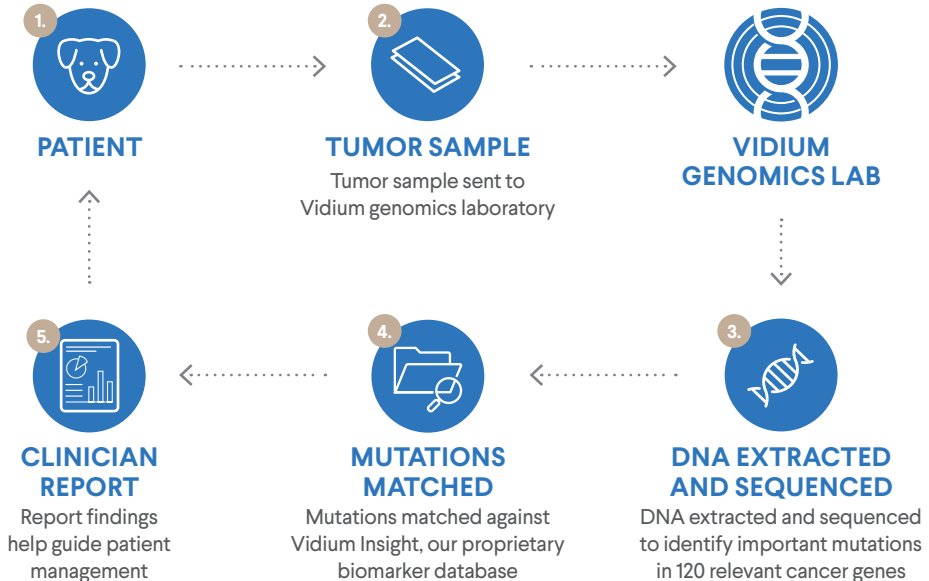 1.
PATIENT
2.
TUMOR SAMPLE
Tumor sample sent to
Vidium genomics laboratory
VIDIUM
GENOMICS LAB
3.
DNA EXTRACTED
AND SEQUENCED
DNA extracted and sequenced
to identify important mutations
in 120 relevant cancer genes
4.
MUTATIONS
MATCHED
Mutations matched against
Vidium Insight, our proprietary
biomarker database
5.
CLINICIAN
REPORT
Report findings
help guide patient
management